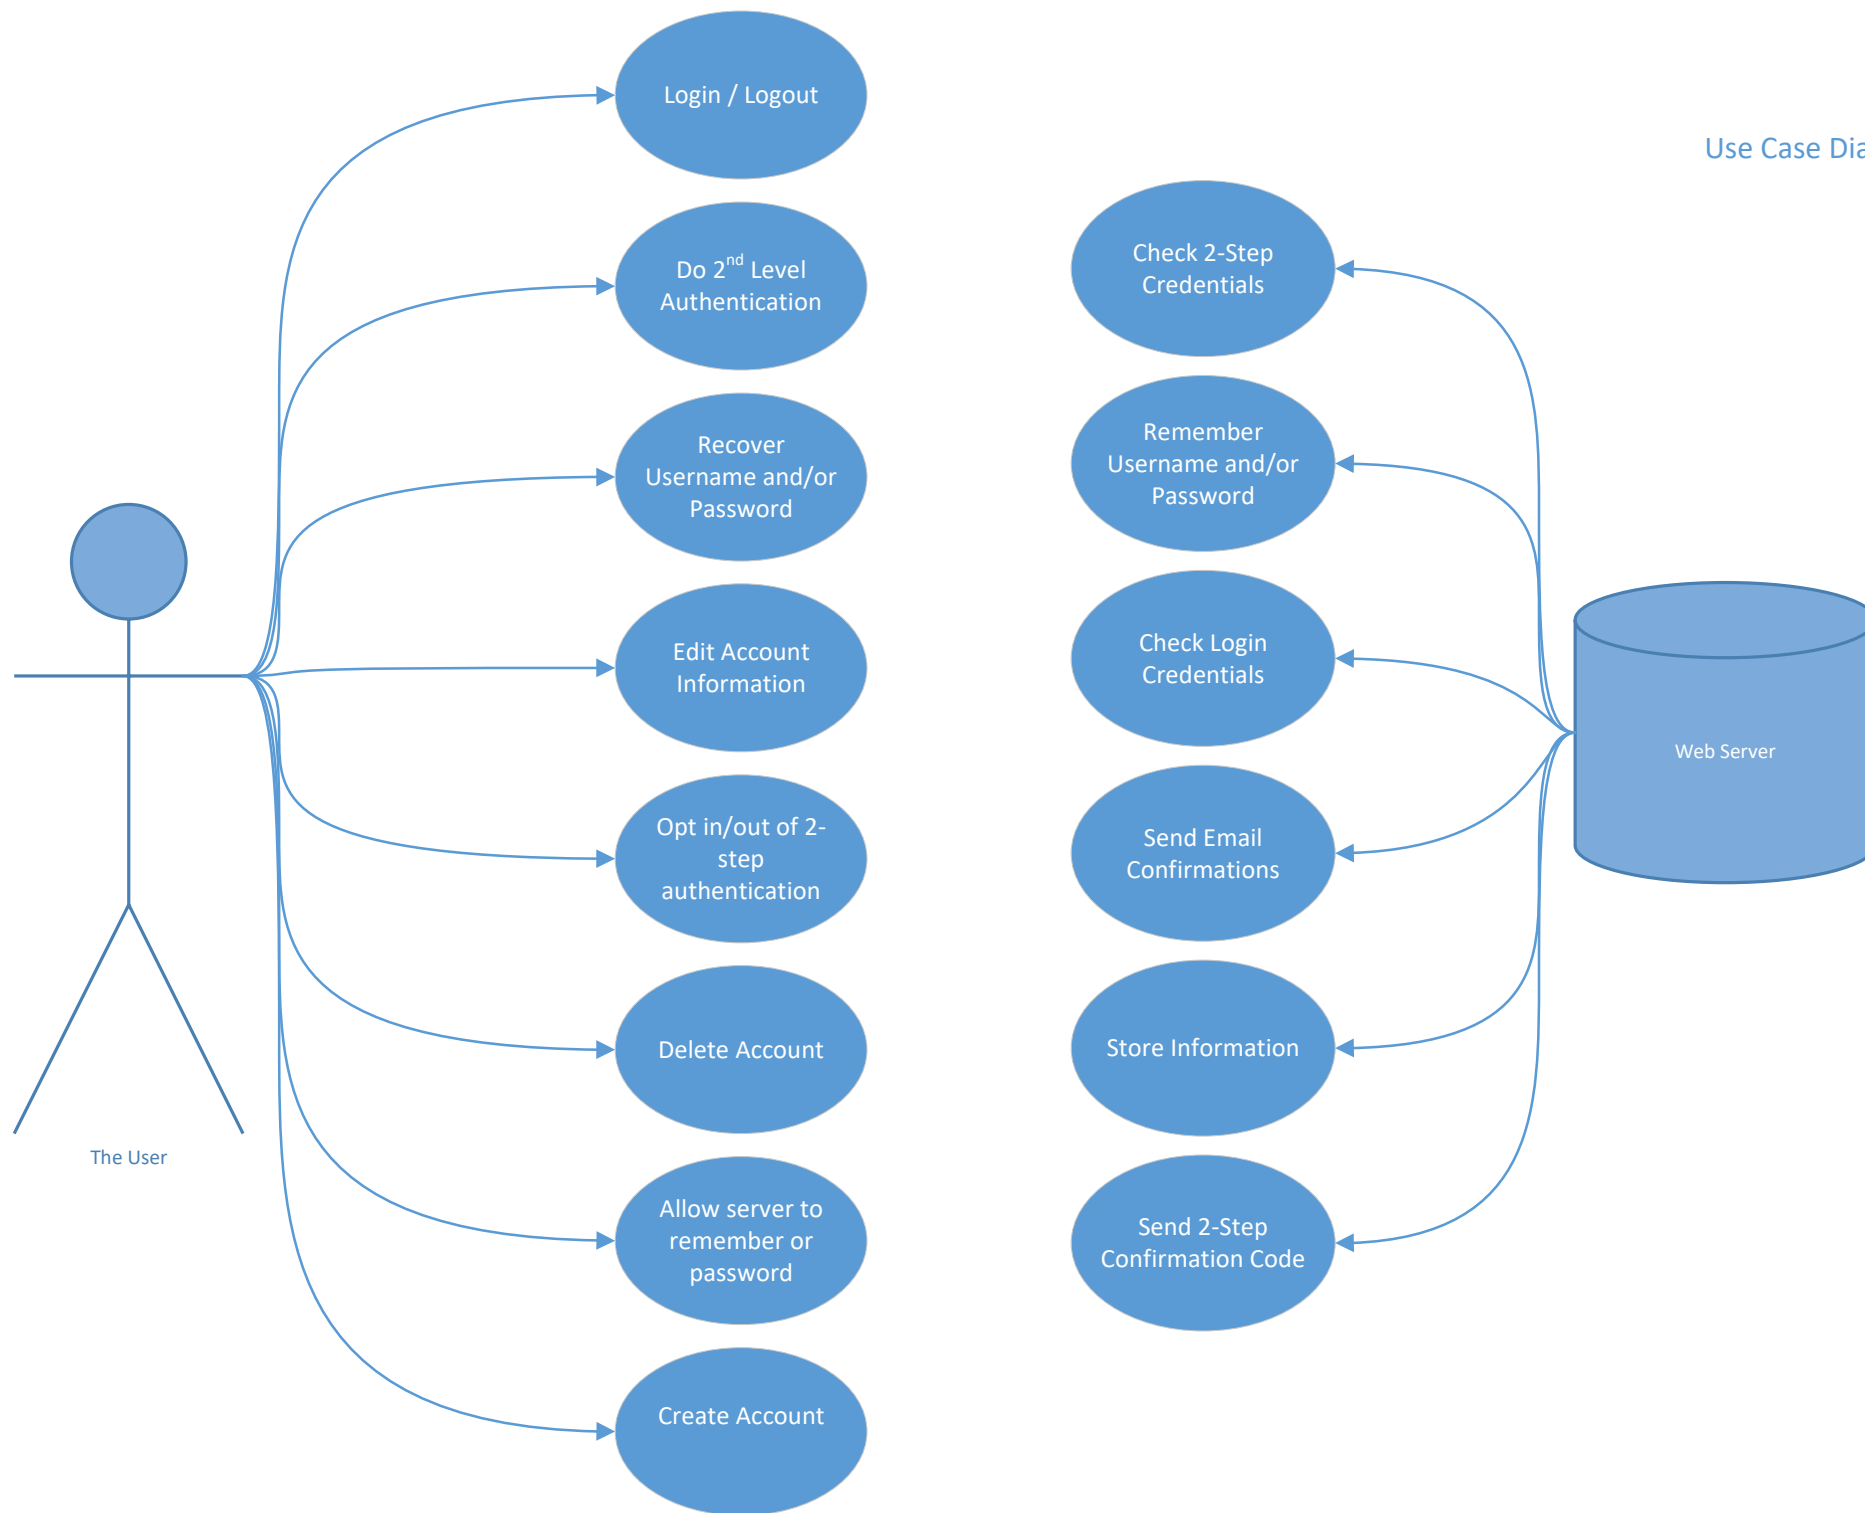 Login / Logout
Use Case Dia
Do 2nd Level
Authentication
Check 2-Step
Credentials
Recover
Username and/or
Password
Remember
Username and/or
Password
Edit Account
Information
Check Login
Credentials
Web Server
Opt in/out of 2-
step
authentication
Send Email
Confirmations
Delete Account
Store Information
The User
Allow server to
remember or
password
Send 2-Step
Confirmation Code
Create Account